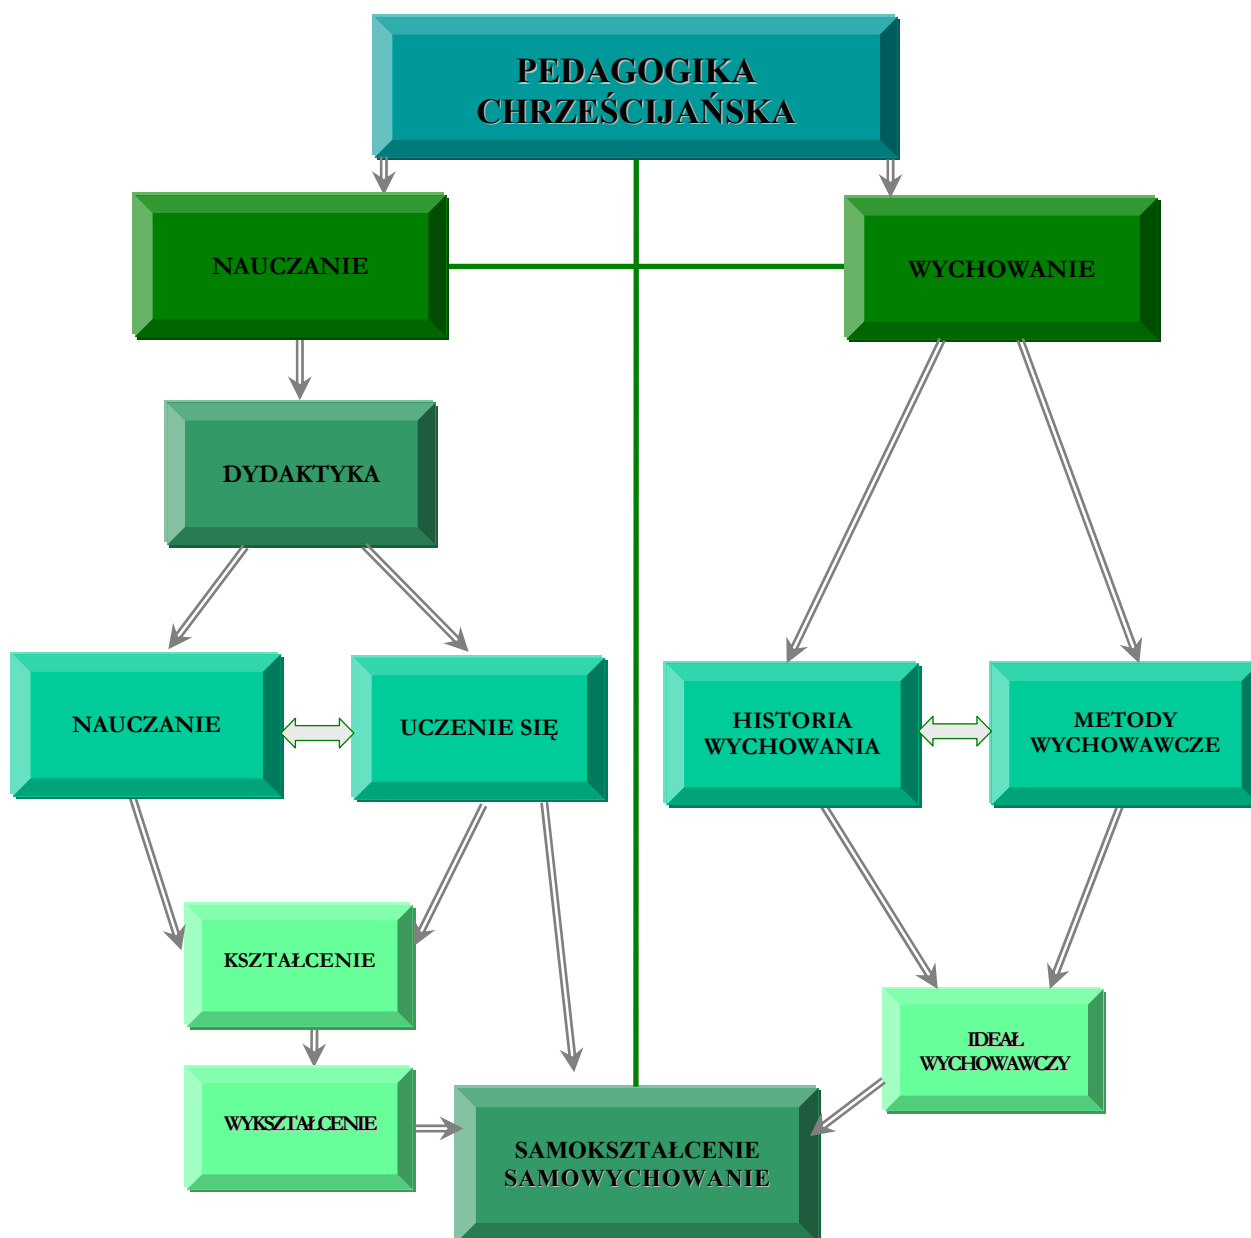 PEDAGOGIKA
CHRZEŚCIJAŃSKA
NAUCZANIE
WYCHOWANIE
DYDAKTYKA
NAUCZANIE
UCZENIE SIĘ
HISTORIA
WYCHOWANIA
METODY
WYCHOWAWCZE
KSZTAŁCENIE
IDEAŁ
WYCHOWAWCZY
WYKSZTAŁCENIE
SAMOKSZTAŁCENIE
SAMOWYCHOWANIE